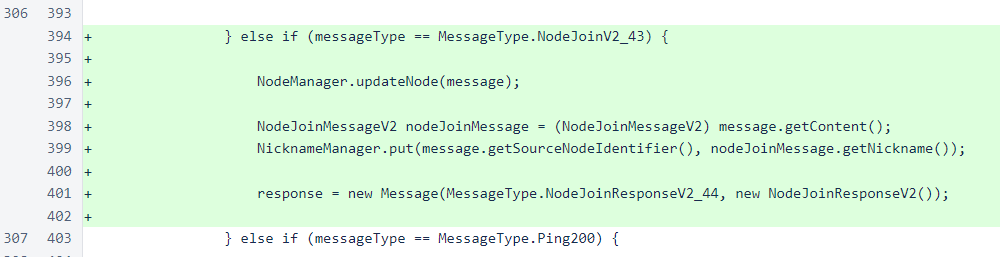 306 393
394 + } else if (messageType == MessageType.NodeJoinV2_43) {
395 +
396 + NodeManager.updateNode(message);
397 +
398 + NodeJoinMessageV2 nodeJoinMessage = (NodeJoinMessageV2) message.getContent();
399 + NicknameManager.put(message.getSourceNodeIdentifier(), nodeJoinMessage.getNickname());
400 +
401 + response = new Message(MessageType.NodeJoinResponseV2_44, new NodeJoinResponseV2());
402 +
307 403 } else if (messageType == MessageType.Ping200) {